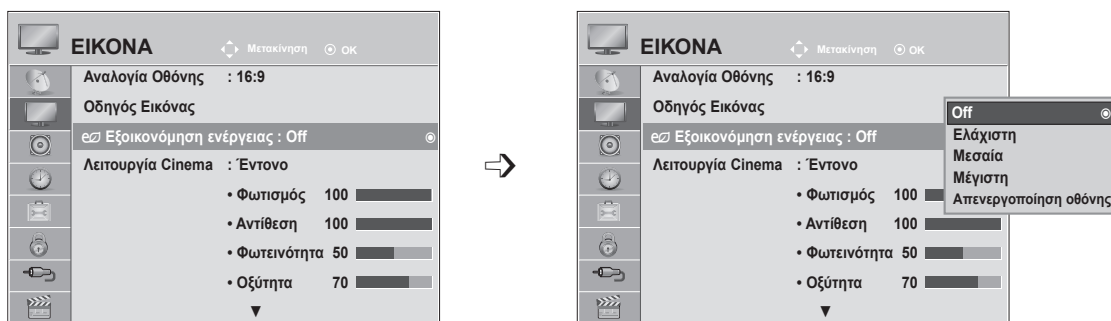 ΕΙΚΟΝΑ Μετακίνηση OK
Αναλογία Οθόνης : 16:9
Οδηγός Εικόνας
e Εξοικονόμηση ενέργειας : Off
Λειτουργία Cinema : Έντονο
• Φωτισμός 100
• Αντίθεση 100
• Φωτεινότητα 50
• Οξύτητα 70
▼
ΕΙΚΟΝΑ Μετακίνηση OK
Αναλογία Οθόνης : 16:9
Οδηγός Εικόνας
e Εξοικονόμηση ενέργειας : Off
Λειτουργία Cinema : Έντονο
• Φωτισμός 100
• Αντίθεση 100
• Φωτεινότητα 50
• Οξύτητα 70
▼
Off
Ελάχιστη
Μεσαία
Μέγιστη
Απενεργοποίηση οθόνης